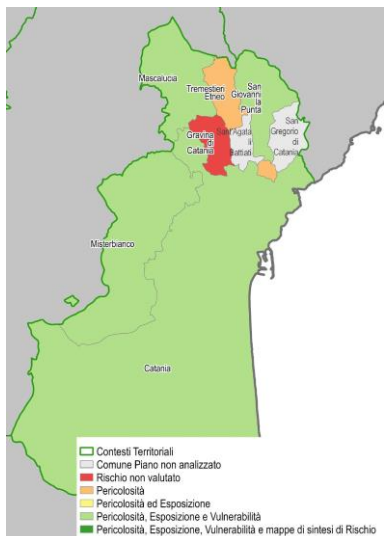 Mascalucia
Tremestieri
Etneo
San
Giovanni
la
Punta
Gravina
di
Catania
Sant'Agata
li
Battiati
San
Gregorio
di
Catania
Misterbianco
Catania
Contesti Territoriali
Comune Piano non analizzato
Rischio non valutato
Pericolosità
Pericolosità ed Esposizione
Pericolosità, Esposizione e Vulnerabilità
Pericolosità, Esposizione, Vulnerabilità e mappe di sintesi di Rischio